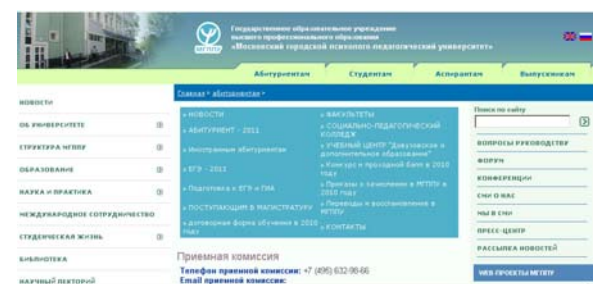 Государственное образовательное учреждение
высшего профессионального образования
«Московский городской психолого-педагогический университет»
МГППУ
Абитуриентам
Студентам
Аспирантам
Выпускникам
Главная » абитуриентам »
НОВОСТИ
ОБ УНИВЕРСИТЕТЕ
СТРУКТУРА МГППУ
ОБРАЗОВАНИЕ
НАУКА И ПРАКТИКА
МЕЖДУНАРОДНОЕ СОТРУДНИЧЕСТВО
СТУДЕНЧЕСКАЯ ЖИЗНЬ
БИБЛИОТЕКА
НАУЧНЫЙ ЛЕКТОРИЙ
» НОВОСТИ
» АБИТУРИЕНТ - 2011
» Иностранным абитуриентам
» ЕГЭ - 2011
» Подготовка к ЕГЭ и ГИА
» ПОСТУПАЮЩИМ В МАГИСТРАТУРУ
» договорная форма обучения в 2010
году
» ФАКУЛЬТЕТЫ
» СОЦИАЛЬНО-ПЕДАГОГИЧЕСКИЙ
КОЛЛЕДЖ
» УЧЕБНЫЙ ЦЕНТР "Довузовская и
дополнительное образование"
» Конкурс и проходной балл в 2010
году
» Приказы о зачислении в МГППУ в
2010 году
» Переводы и восстановления в
МГППУ
» КОНТАКТЫ
Приемная комиссия
Телефон приемной комиссии: +7 (495) 632-98-66
Email приемной комиссии:
Поиск по сайту
ВОПРОСЫ РУКОВОДСТВУ
ФОРУМ
КОНФЕРЕНЦИИ
СМИ О НАС
МЫ В СМИ
ПРЕСС-ЦЕНТР
РАССЫЛКА НОВОСТЕЙ
WEB-ПРОЕКТЫ МГППУ